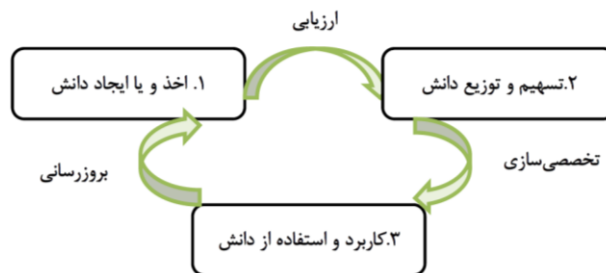 ارزیابی
۱. اخذ و یا ایجاد دانش
۲.تسهیم و توزیع دانش
بروزرسانی
تخصصی‌سازی
۳.کاربرد و استفاده از دانش